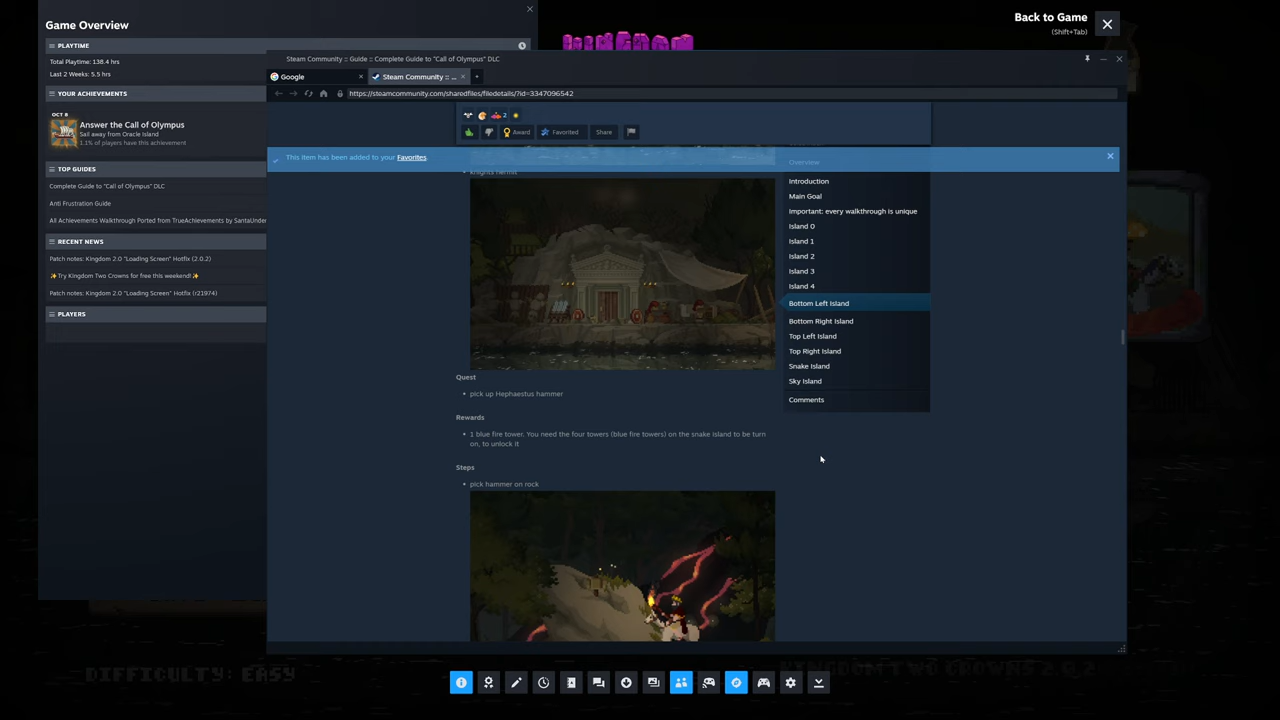 Game Overview
PLAYTIME
Total Playtime: 138.4 hrs
Last 2 Weeks: 5.5 hrs
YOUR ACHIEVEMENTS
OCT 8
Answer the Call of Olympus
Sail away from Oracle Island
1.1% of players have this achievement
TOP GUIDES
Complete Guide to "Call of Olympus" DLC
Anti Frustration Guide
All Achievements Walkthrough Ported from TrueAchievements by SantaUnder
RECENT NEWS
Patch notes: Kingdom 2.0 "Loading Screen" Hotfix (2.0.2)
✨Try Kingdom Two Crowns for free this weekend!✨
Patch notes: Kingdom 2.0 "Loading Screen" Hotfix (r21974)
PLAYERS
Back to Game
(Shift+Tab)
Steam Community :: Guide :: Complete Guide to "Call of Olympus" DLC
Google
Steam Community :: ...
https://steamcommunity.com/sharedfiles/filedetails/?id=3347096542
2
Award
Favorited
Share
This item has been added to your Favorites.
knights hermit
Quest
• pick up Hephaestus hammer
Rewards
• 1 blue fire tower. You need the four towers (blue fire towers) on the snake island to be turn
on, to unlock it
Steps
• pick hammer on rock
Overview
Introduction
Main Goal
Important: every walkthrough is unique
Island 0
Island 1
Island 2
Island 3
Island 4
Bottom Left Island
Bottom Right Island
Top Left Island
Top Right Island
Snake Island
Sky Island
Comments
DIFFICULTY: EASY
KINGDOM TWO CROWNS 2.0.2